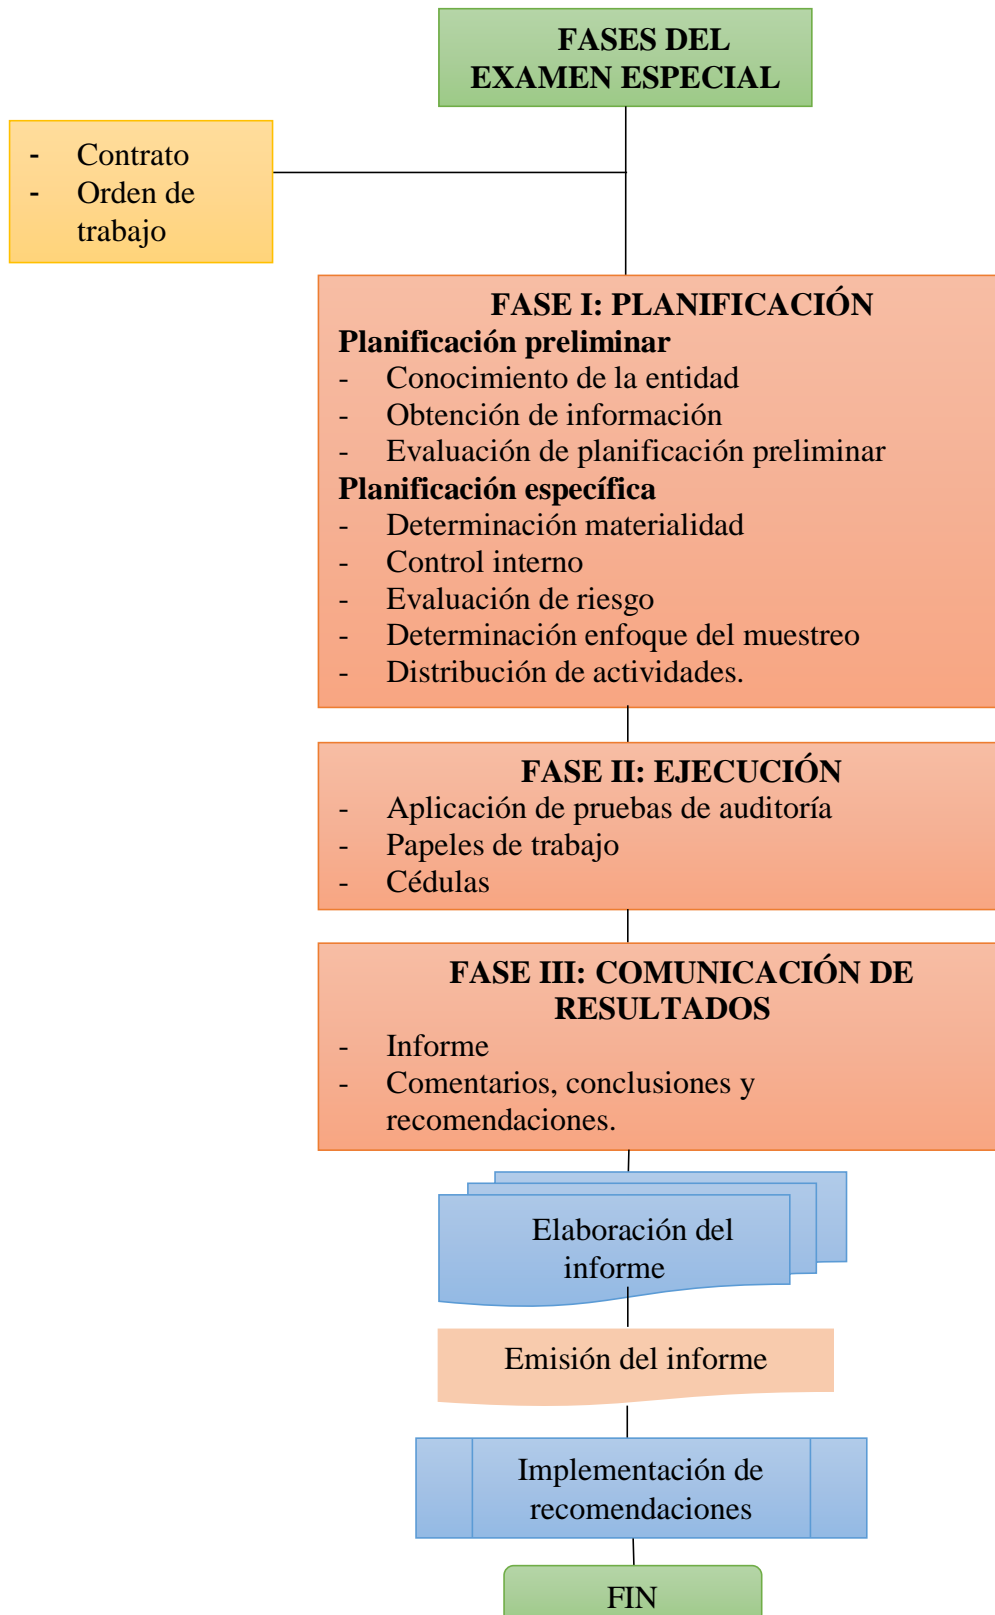 FASES DEL
EXAMEN ESPECIAL
- Contrato
- Orden de
trabajo
FASE I: PLANIFICACIÓN
Planificación preliminar
- Conocimiento de la entidad
- Obtención de información
- Evaluación de planificación preliminar
Planificación específica
- Determinación materialidad
- Control interno
- Evaluación de riesgo
- Determinación enfoque del muestreo
- Distribución de actividades.
FASE II: EJECUCIÓN
- Aplicación de pruebas de auditoría
- Papeles de trabajo
- Cédulas
FASE III: COMUNICACIÓN DE
RESULTADOS
- Informe
- Comentarios, conclusiones y
recomendaciones.
Elaboración del
informe
Emisión del informe
Implementación de
recomendaciones
FIN